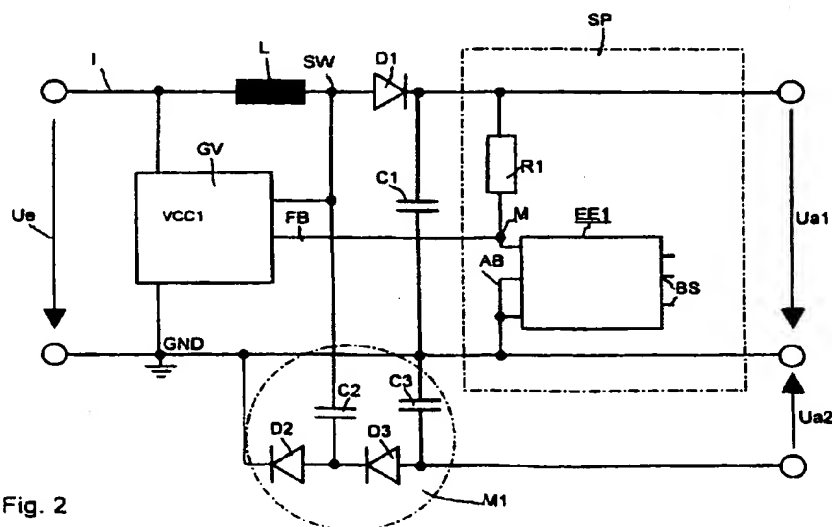 SP
I
L
SW
D1
GV
R1
C1
VCC1
M
EE1
Ue
FB
Ua1
AB
BS
GND
C2
C3
Ua2
D2
D3
M1
Fig. 2